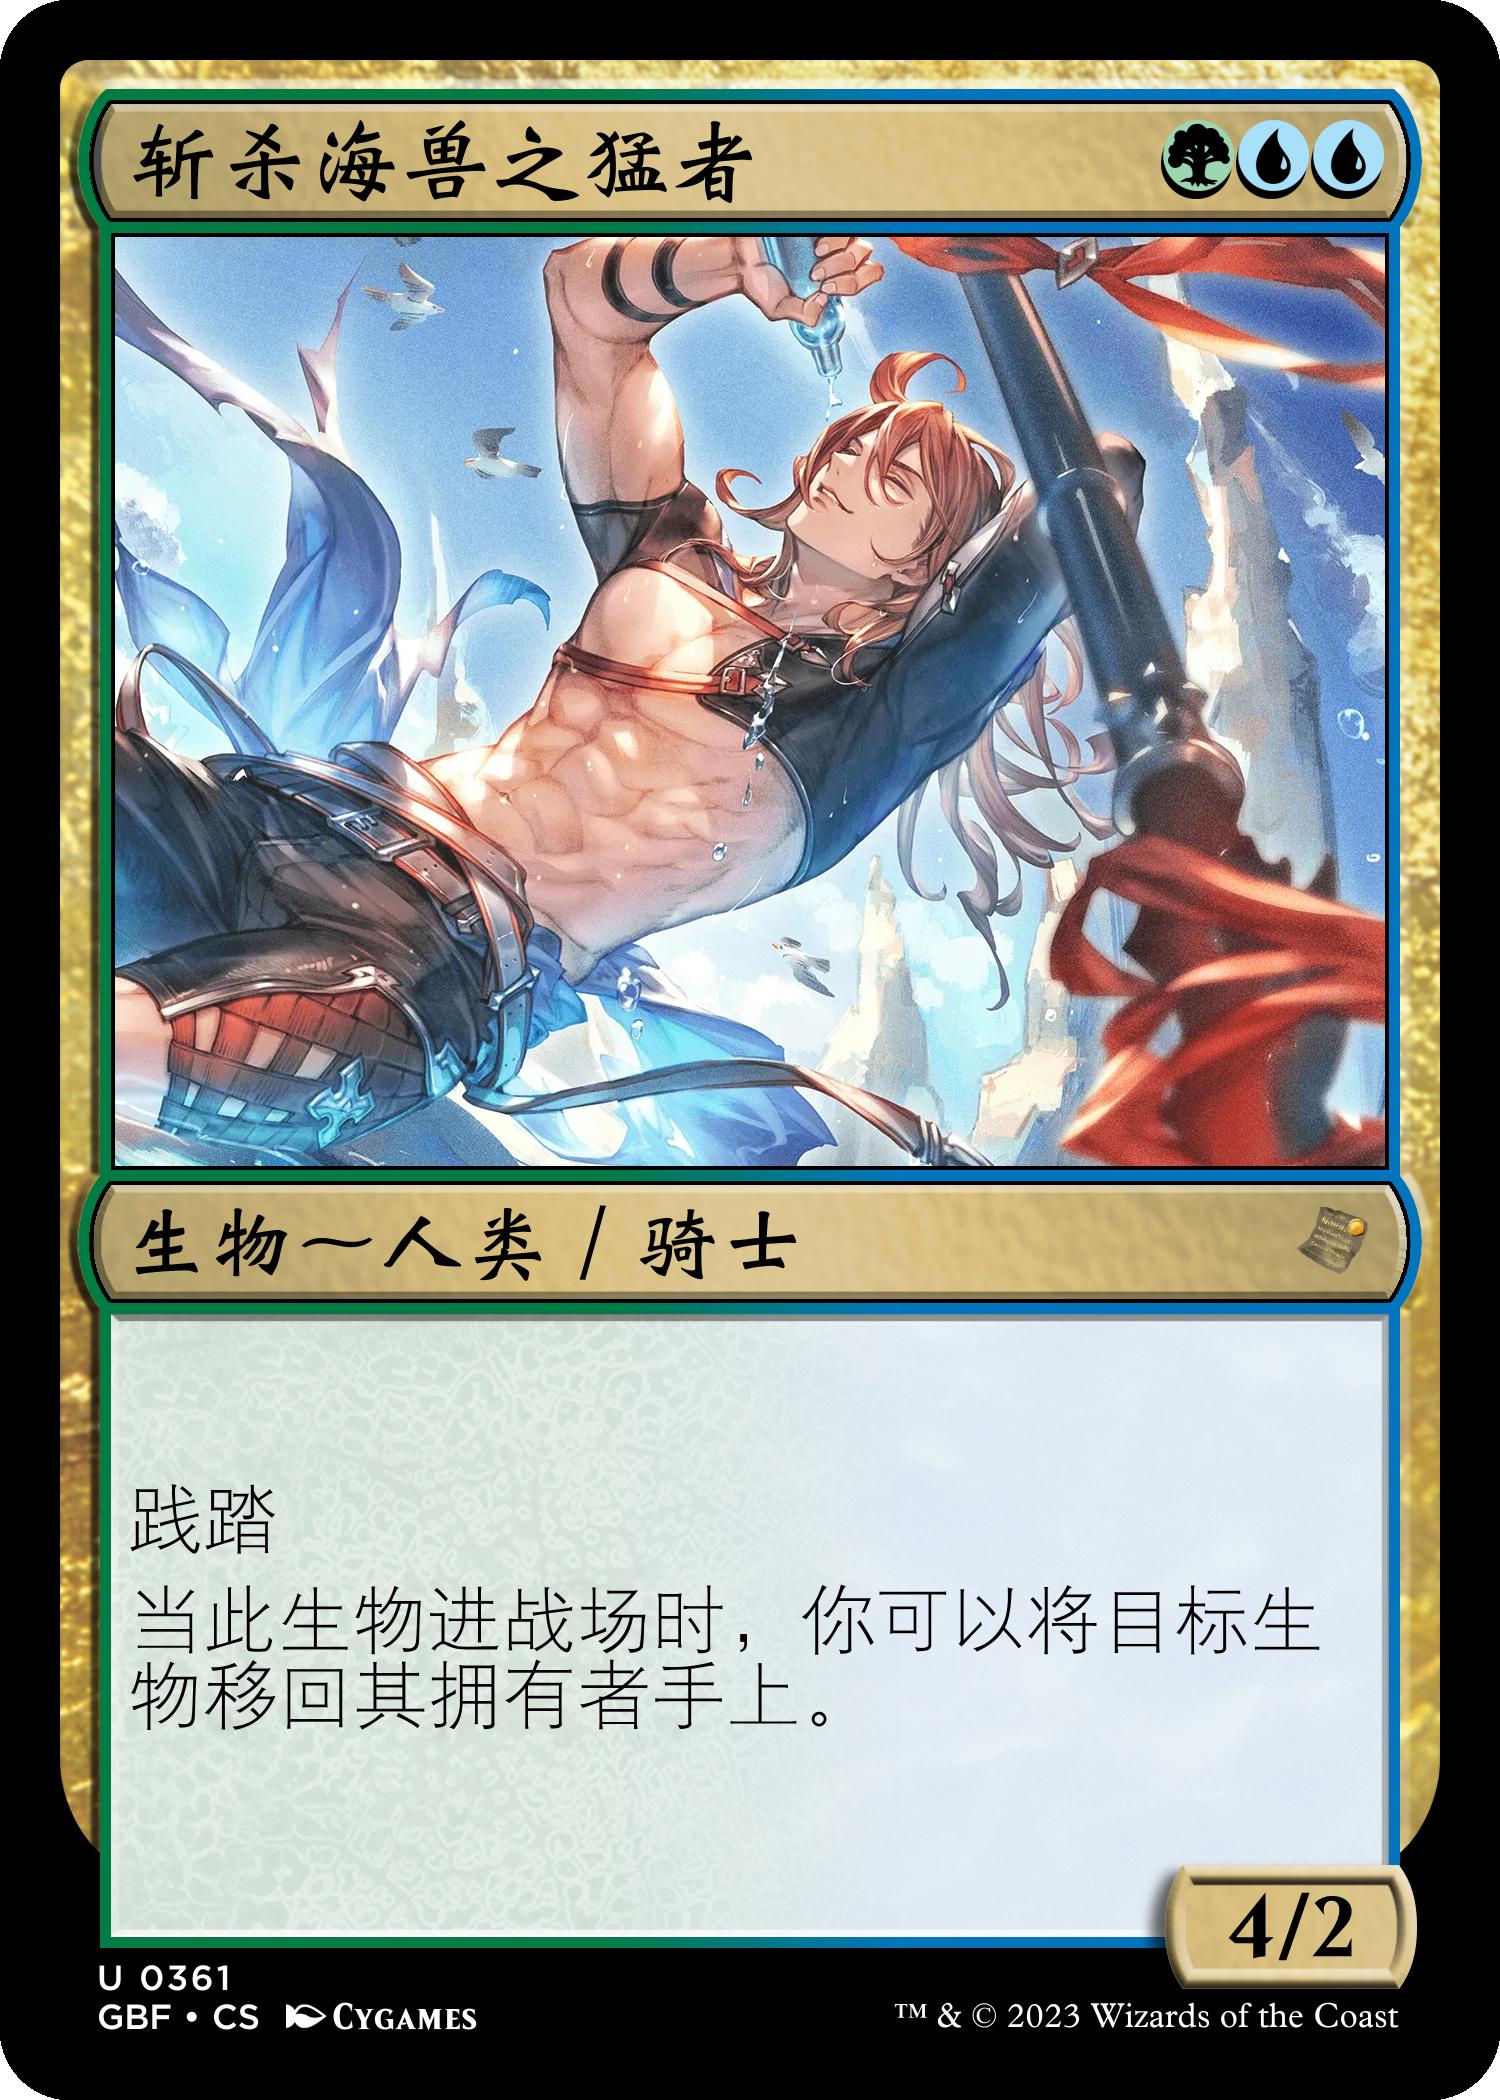 斩杀海兽之猛者
生物～人类 / 骑士
践踏
当此生物进战场时，你可以将目标生
物移回其拥有者手上。
4/2
U 0361
GBF • CS CYGAMES
™ & © 2023 Wizards of the Coast